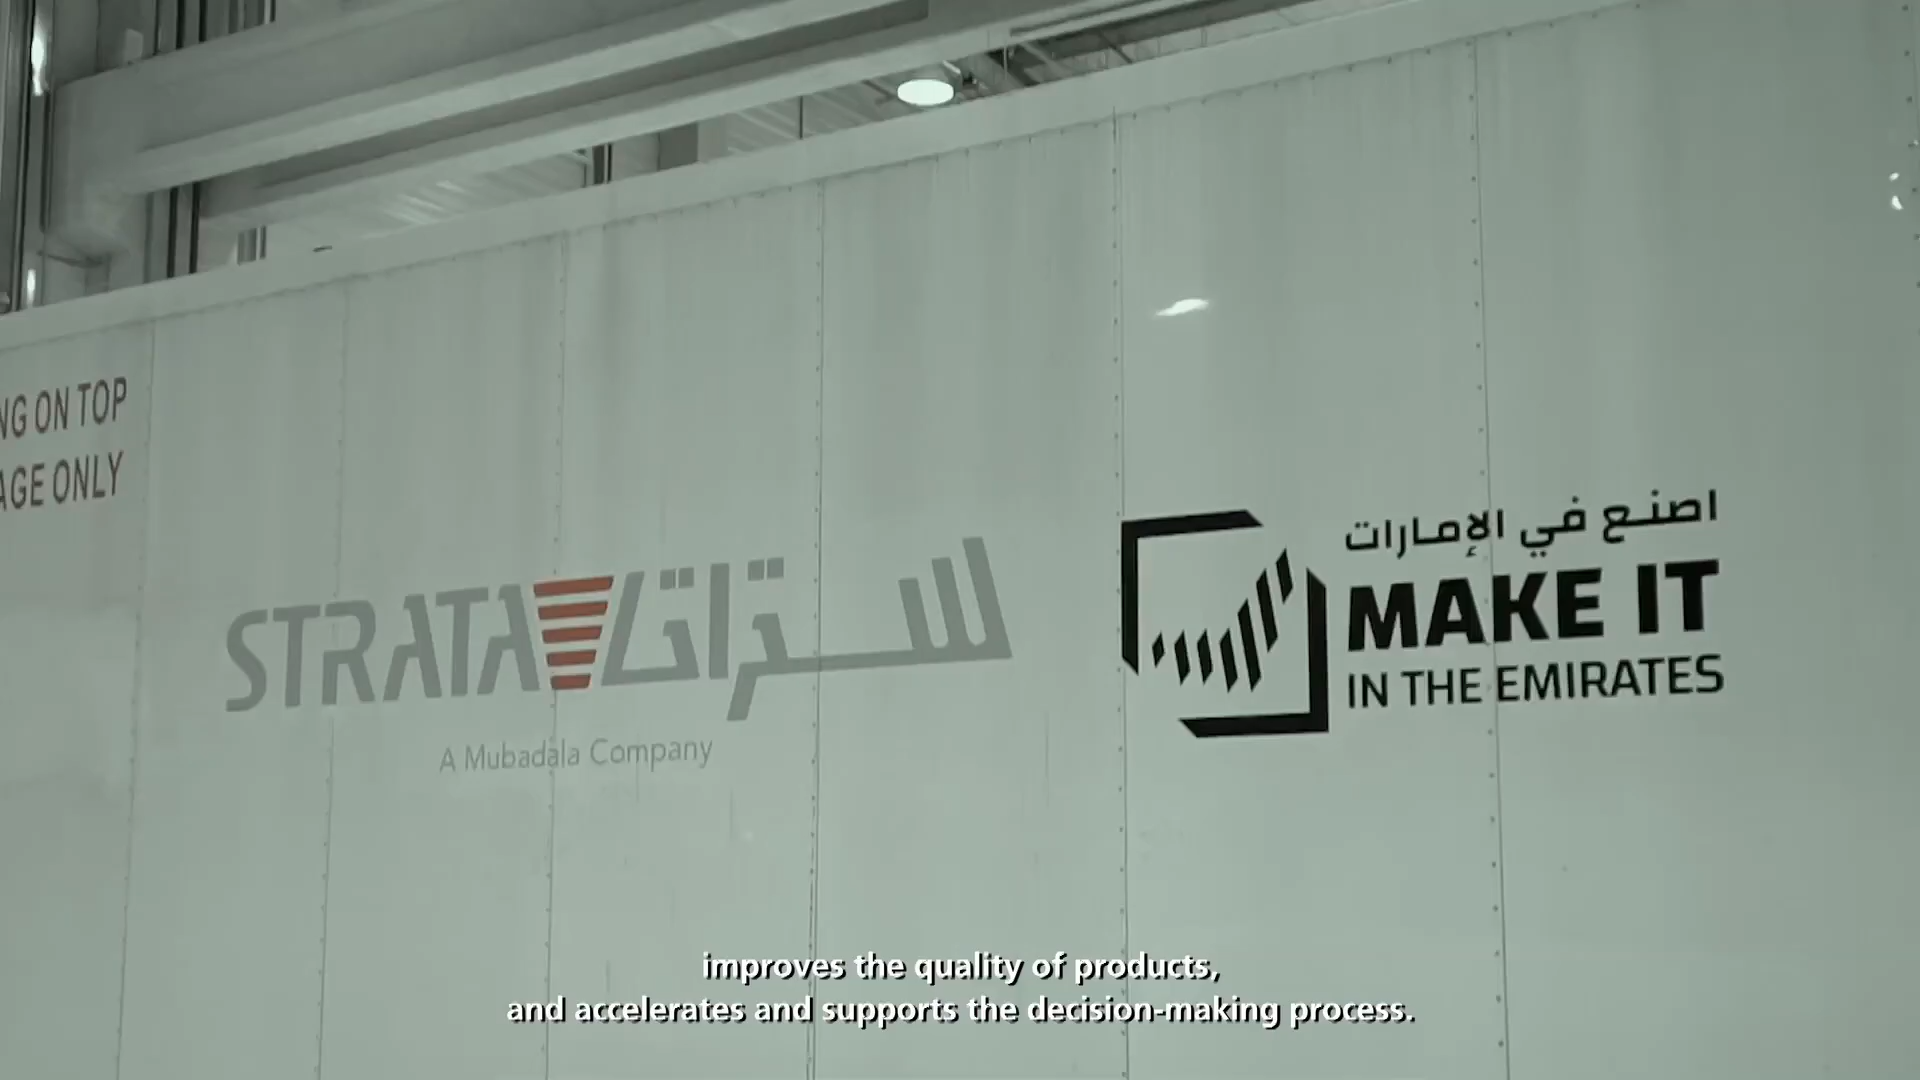 NG ON TOP
AGE ONLY
STRATA ستراتا
A Mubadala Company
اصنع في الإمارات
MAKE IT
IN THE EMIRATES
improves the quality of products,
and accelerates and supports the decision-making process.